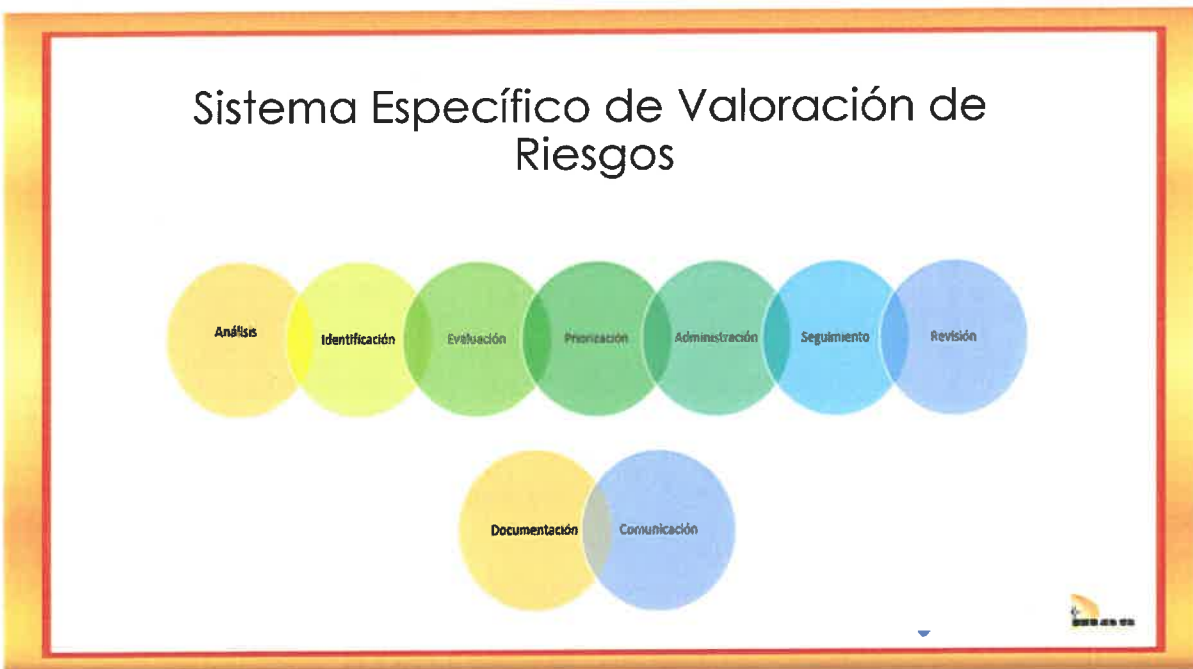 Sistema Específico de Valoración de
Riesgos
Análisis
Identificación
Evaluación
Priorización
Administración
Seguimiento
Revisión
Documentación
Comunicación